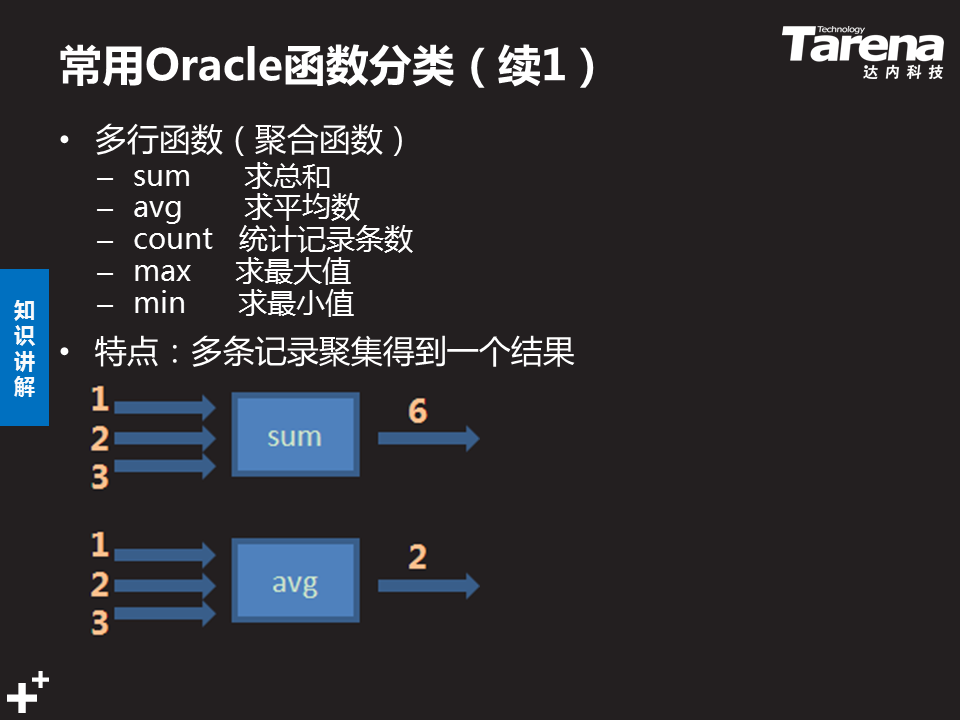 常用Oracle函数分类（续1）
Technology
Tarena
达内科技
• 多行函数（聚合函数）
– sum 求总和
– avg 求平均数
– count 统计记录条数
– max 求最大值
– min 求最小值
知识讲解
• 特点：多条记录聚集得到一个结果
1
2
3
sum
6
1
2
3
avg
2